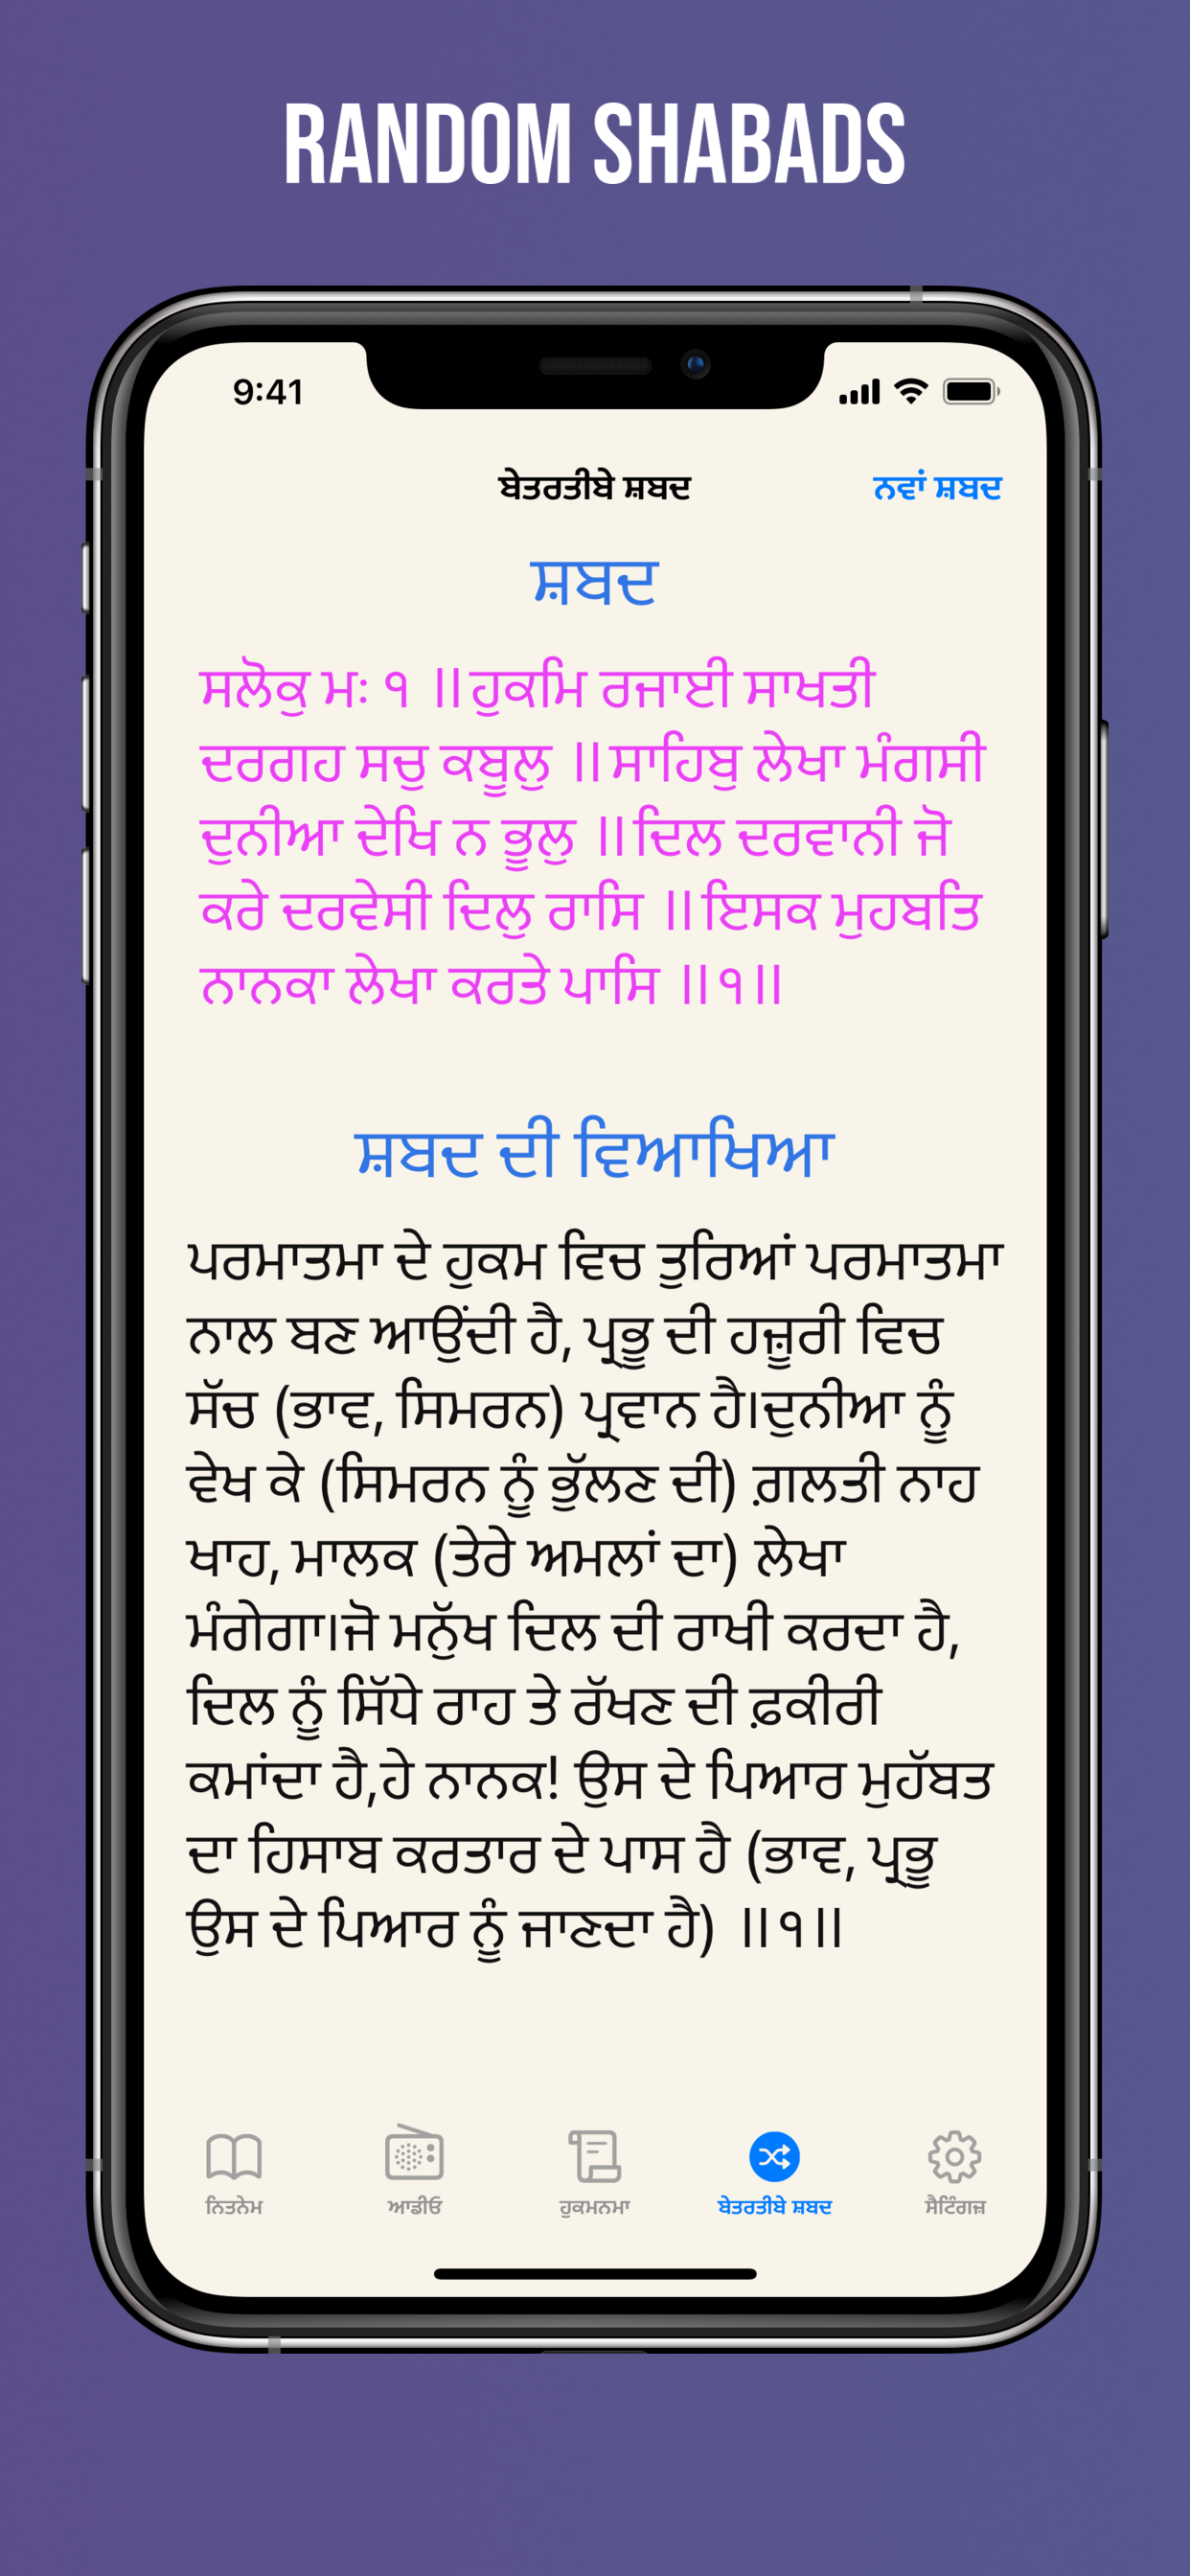 RANDOM SHABADS
9:41
ਬੇਤਰਤੀਬੇ ਸ਼ਬਦ
ਨਵਾਂ ਸ਼ਬਦ
ਸ਼ਬਦ
ਸਲੋਕੁ ਮਃ ੧ ॥ਹੁਕਮਿ ਰਜਾਈ ਸਾਖਤੀ
ਦਰਗਹ ਸਚੁ ਕਬੂਲੁ ॥ਸਾਹਿਬੁ ਲੇਖਾ ਮੰਗਸੀ
ਦੁਨੀਆ ਦੇਖਿ ਨ ਭੂਲੁ ॥ਦਿਲ ਦਰਵਾਨੀ ਜੋ
ਕਰੇ ਦਰਵੇਸੀ ਦਿਲੁ ਰਾਸਿ ॥ਇਸਕ ਮੁਹਬਤਿ
ਨਾਨਕਾ ਲੇਖਾ ਕਰਤੇ ਪਾਸਿ ॥੧॥
ਸ਼ਬਦ ਦੀ ਵਿਆਖਿਆ
ਪਰਮਾਤਮਾ ਦੇ ਹੁਕਮ ਵਿਚ ਤੁਰਿਆਂ ਪਰਮਾਤਮਾ
ਨਾਲ ਬਣ ਆਉਂਦੀ ਹੈ, ਪ੍ਰਭੂ ਦੀ ਹਜ਼ੂਰੀ ਵਿਚ
ਸੱਚ (ਭਾਵ, ਸਿਮਰਨ) ਪ੍ਰਵਾਨ ਹੈ।ਦੁਨੀਆ ਨੂੰ
ਵੇਖ ਕੇ (ਸਿਮਰਨ ਨੂੰ ਭੁੱਲਣ ਦੀ) ਗ਼ਲਤੀ ਨਾਹ
ਖਾਹ, ਮਾਲਕ (ਤੇਰੇ ਅਮਲਾਂ ਦਾ) ਲੇਖਾ
ਮੰਗੇਗਾ।ਜੋ ਮਨੁੱਖ ਦਿਲ ਦੀ ਰਾਖੀ ਕਰਦਾ ਹੈ,
ਦਿਲ ਨੂੰ ਸਿੱਧੇ ਰਾਹ ਤੇ ਰੱਖਣ ਦੀ ਫ਼ਕੀਰੀ
ਕਮਾਂਦਾ ਹੈ,ਹੇ ਨਾਨਕ! ਉਸ ਦੇ ਪਿਆਰ ਮੁਹੱਬਤ
ਦਾ ਹਿਸਾਬ ਕਰਤਾਰ ਦੇ ਪਾਸ ਹੈ (ਭਾਵ, ਪ੍ਰਭੂ
ਉਸ ਦੇ ਪਿਆਰ ਨੂੰ ਜਾਣਦਾ ਹੈ) ॥੧॥
ਨਿਤਨੇਮ
ਆਡੀਓ
ਹੁਕਮਨਮਾ
ਬੇਤਰਤੀਬੇ ਸ਼ਬਦ
ਸੈਟਿੰਗਜ਼